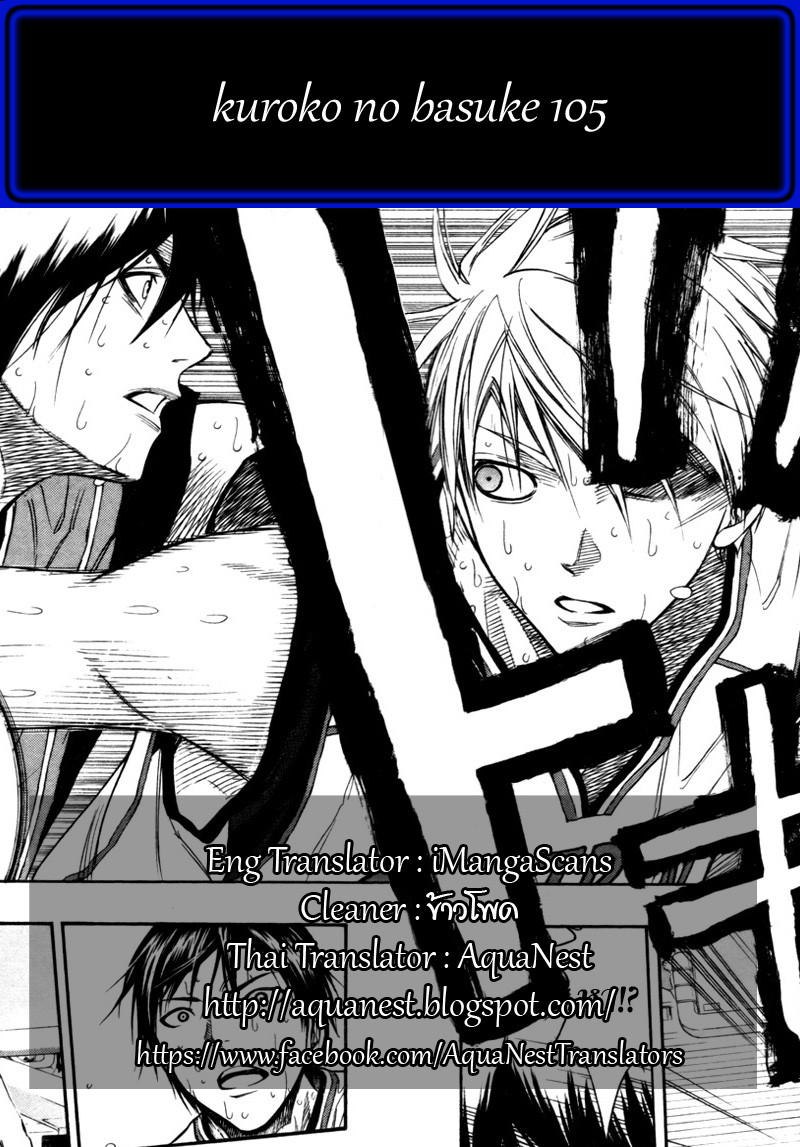 kuroko no basuke 105
Eng Translator : iMangaScans
Cleaner : ข้าวโพด
Thai Translator : AquaNest
http://aquanest.blogspot.com/
https://www.facebook.com/AquaNestTranslators